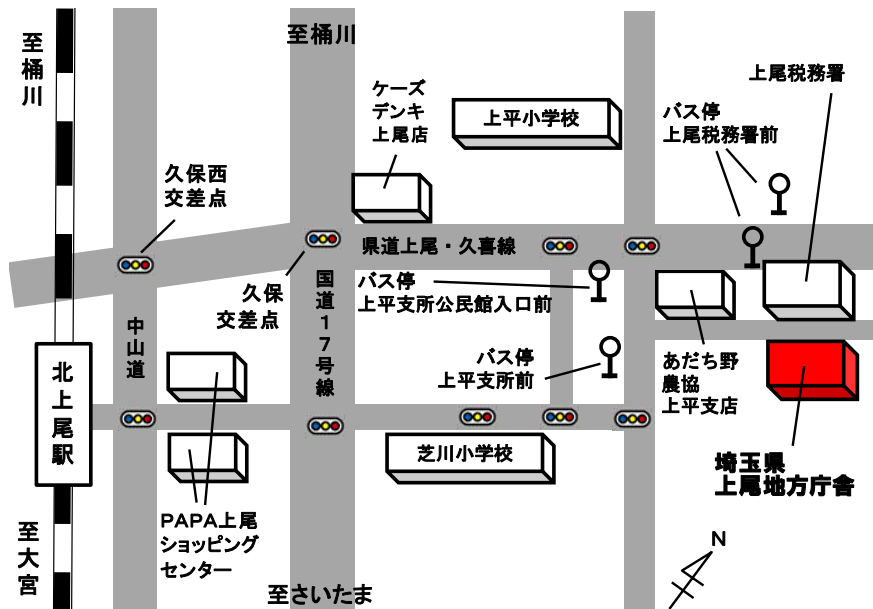 至桶川
至桶川
ケーズ
デンキ
上尾店
上平小学校
上尾税務署
バス停
上尾税務署前
久保西
交差点
県道上尾・久喜線
久保
交差点
国道17号線
バス停
上平支所公民館入口前
中山道
バス停
上平支所前
あだち野
農協
上平支店
北上尾駅
芝川小学校
埼玉県
上尾地方庁舎
PAPA上尾
ショッピング
センター
至大宮
至さいたま
N